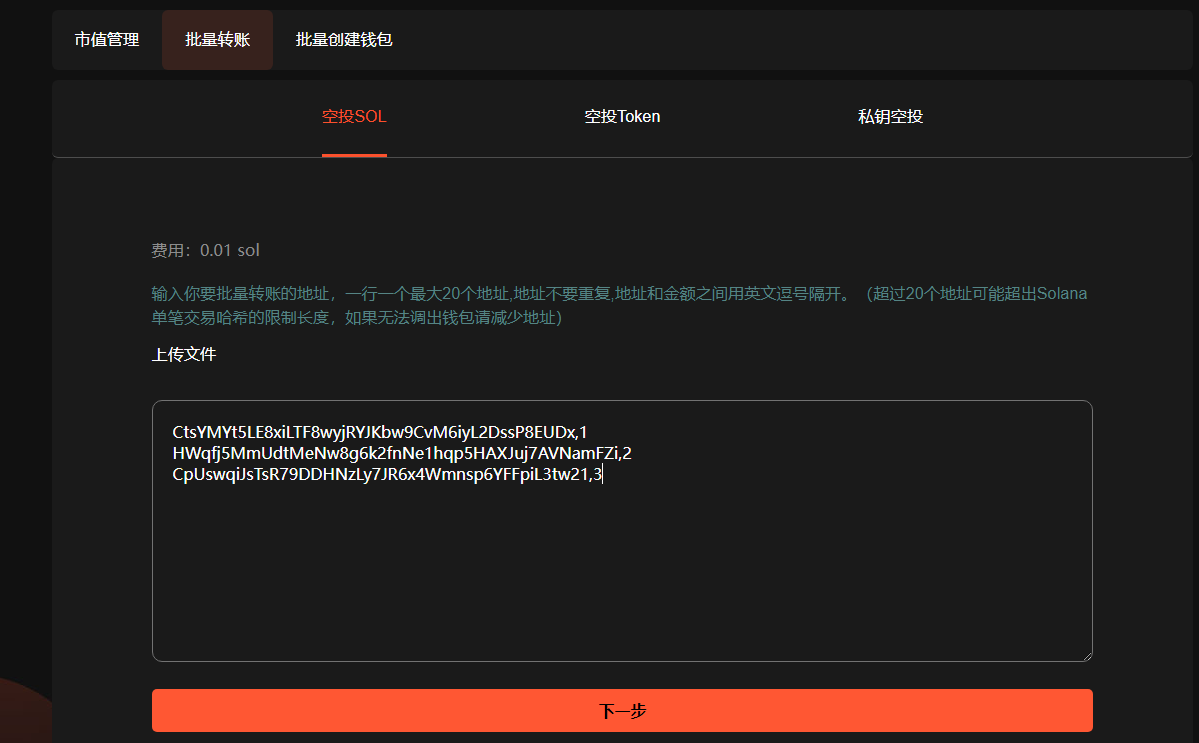 市值管理 批量转账 批量创建钱包
空投SOL 空投Token 私钥空投
费用：0.01 sol
输入你要批量转账的地址，一行一个最大20个地址,地址不要重复,地址和金额之间用英文逗号隔开。（超过20个地址可能超出Solana
单笔交易哈希的限制长度，如果无法调出钱包请减少地址）
上传文件
CtsYMYt5LE8xiLTF8wyjRYJKbw9CvM6iyL2DssP8EUDx,1
HWqfj5MmUdtMeNw8g6k2fnNe1hqp5HAXJuj7AVNamFZi,2
CpUswqiJsTsR79DDHNzLy7JR6x4Wmnsp6YFFpiL3tw21,3
下一步